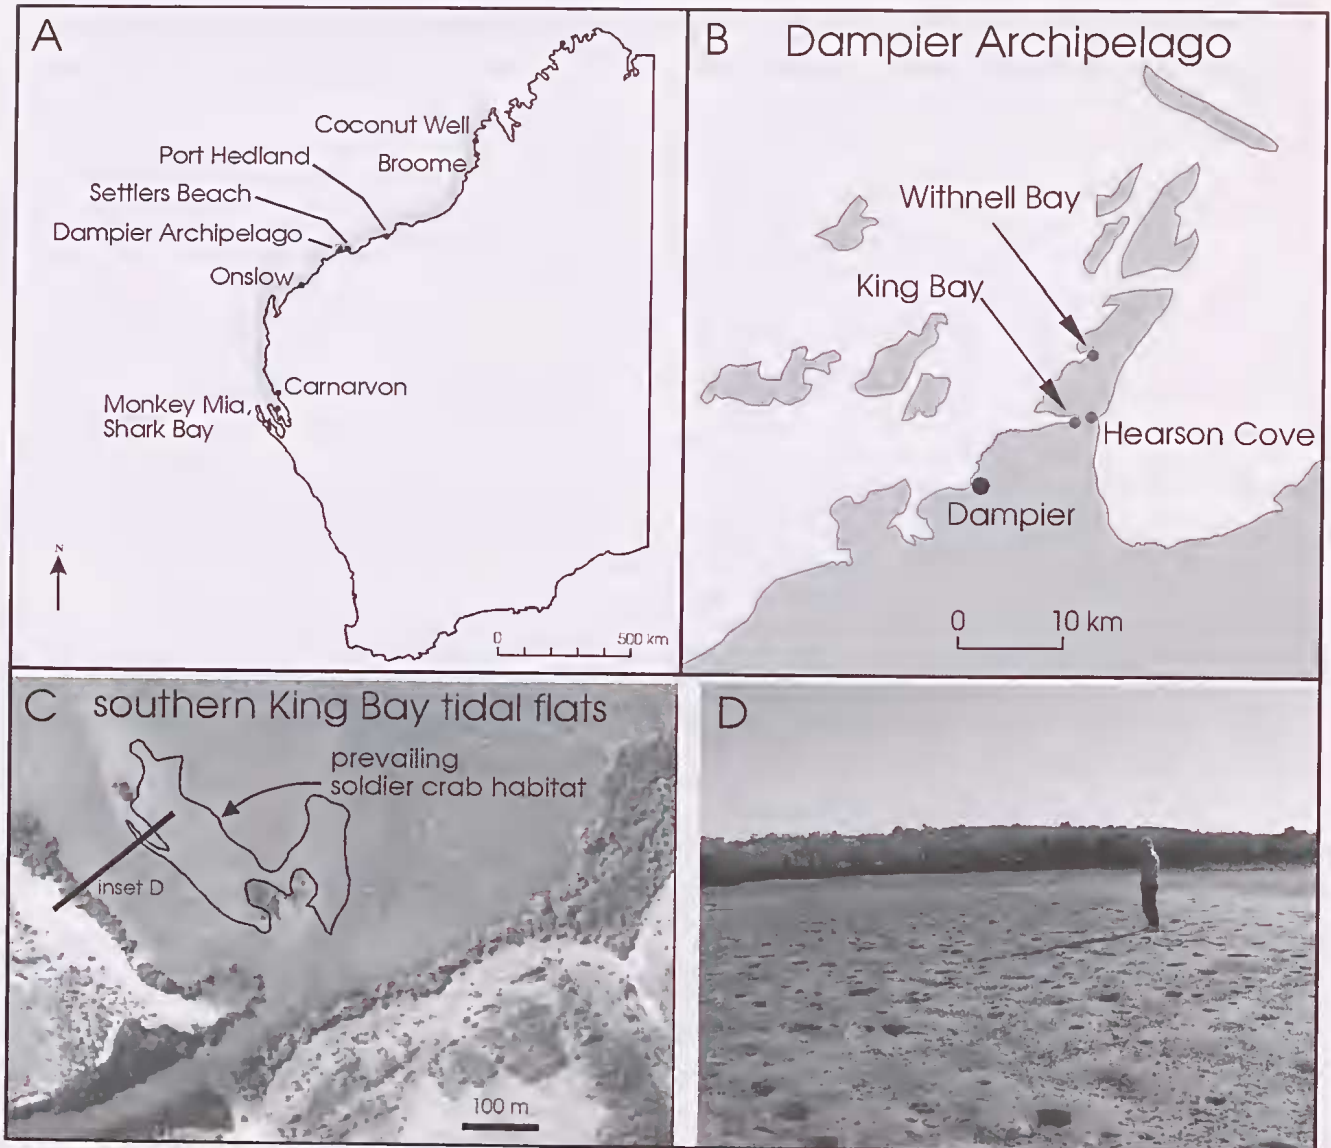 A
Coconut Well
Broome
Port Hedland
Settlers Beach
Dampier Archipelago
Onslow
Carnarvon
Monkey Mia,
Shark Bay
N
0 500 km
B Dampier Archipelago
Withnell Bay
King Bay
Hearson Cove
Dampier
0 10 km
C southern King Bay tidal flats
prevailing
soldier crab habitat
inset D
100 m
D